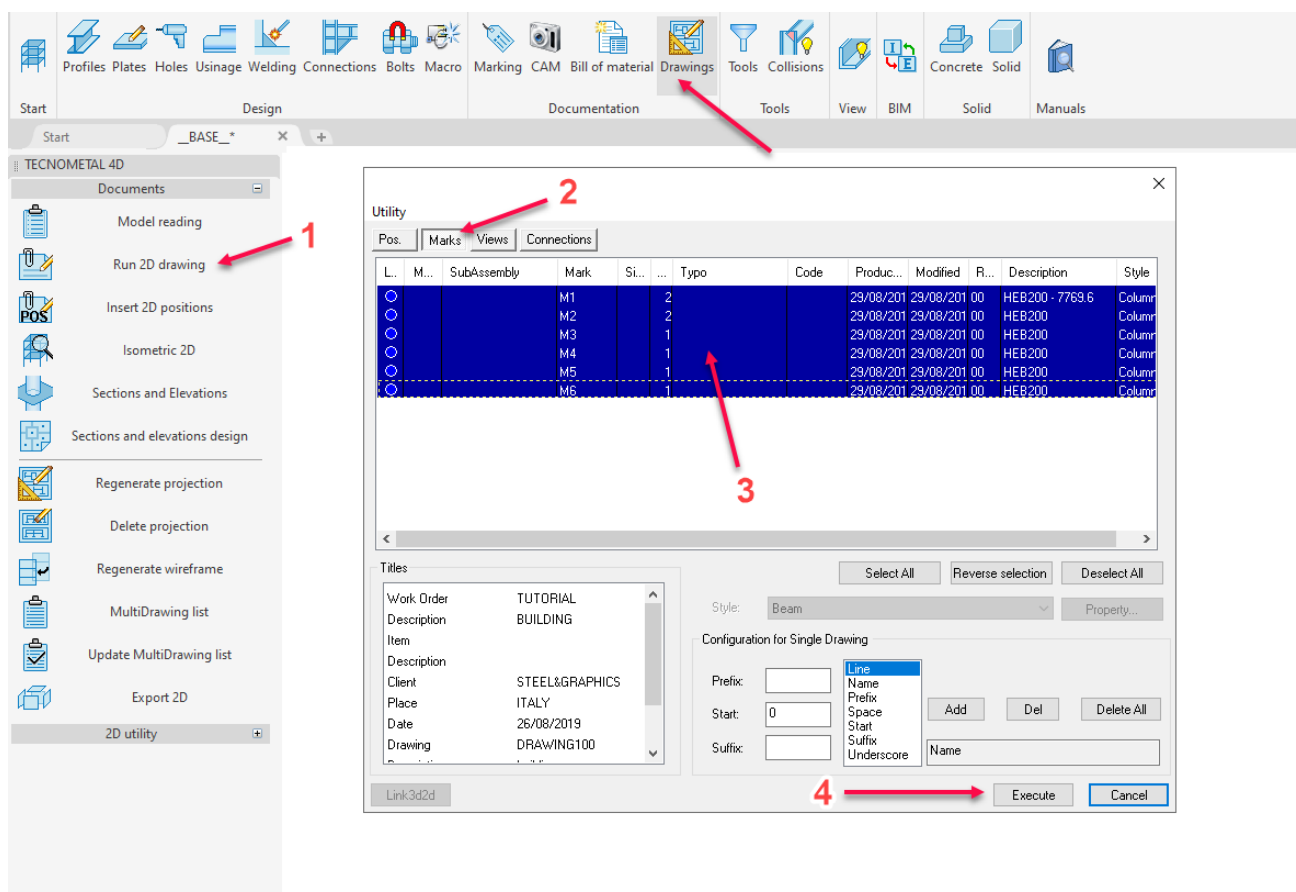 Profiles Plates Holes Usinage Welding Connections Bolts Macro Marking CAM Bill of material Drawings Tools Collisions Concrete Solid
Start Design Documentation Tools View BIM Solid Manuals
Start __BASE__* × +
TECNOMETAL 4D
Documents
Model reading
Run 2D drawing
Insert 2D positions
POS
Isometric 2D
Sections and Elevations
Sections and elevations design
Regenerate projection
Delete projection
Regenerate wireframe
MultiDrawing list
Update MultiDrawing list
Export 2D
2D utility
1
2
Utility
Pos. Marks Views Connections
L.. M... SubAssembly Mark Si... ... Typo Code Produc... Modified R... Description Style
M1 2 29/08/201 29/08/201 00 HEB200 - 7769.6 Column
M2 2 29/08/201 29/08/201 00 HEB200 Column
M3 1 29/08/201 29/08/201 00 HEB200 Column
M4 1 29/08/201 29/08/201 00 HEB200 Column
M5 1 29/08/201 29/08/201 00 HEB200 Column
M6 1 29/08/201 29/08/201 00 HEB200 Column
3
Titles
Work Order TUTORIAL
Description BUILDING
Item
Description
Client STEEL&GRAPHICS
Place ITALY
Date 26/08/2019
Drawing DRAWING100
Select All Reverse selection Deselect All
Style: Beam Property...
Configuration for Single Drawing
Prefix:
Start: 0
Suffix:
Line
Name
Prefix
Space
Start
Suffix
Underscore
Add Del Delete All
Name
Link3d2d
4
Execute Cancel